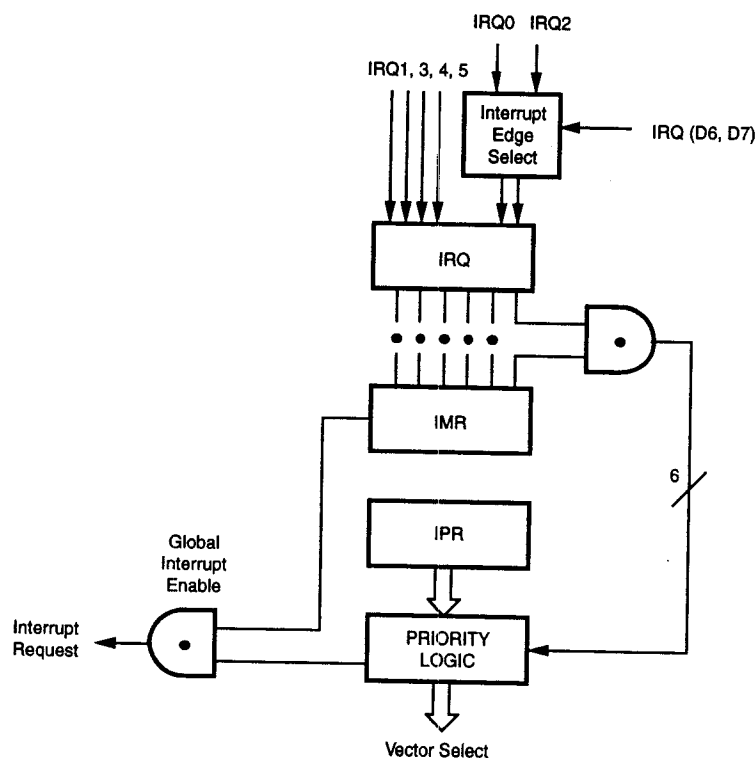 IRQ0 IRQ2
IRQ1, 3, 4, 5
Interrupt
Edge
Select
IRQ (D6, D7)
IRQ
IMR
6
IPR
Global
Interrupt
Enable
Interrupt
Request
PRIORITY
LOGIC
Vector Select